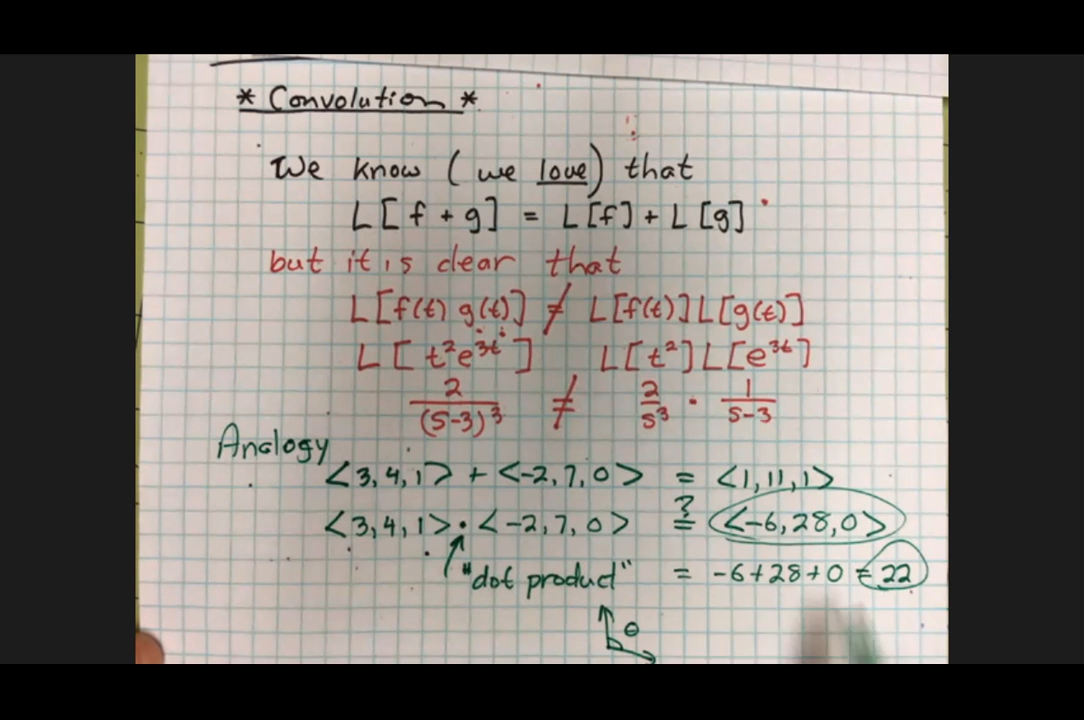 * Convolution *
We know (we love) that
L[f + g] = L[f] + L[g]
but it is clear that
L[f(t) g(t)] ≠ L[f(t)]L[g(t)]
L[t²e³ᵗ] L[t²]L[e³ᵗ]
2/(s-3)³ ≠ 2/s³ · 1/s-3
Analogy
<3,4,1> + <-2,7,0> = <1,11,1>
<3,4,1> • <-2,7,0> ≟ <-6,28,0>
"dot product" = -6+28+0 = 22
θ